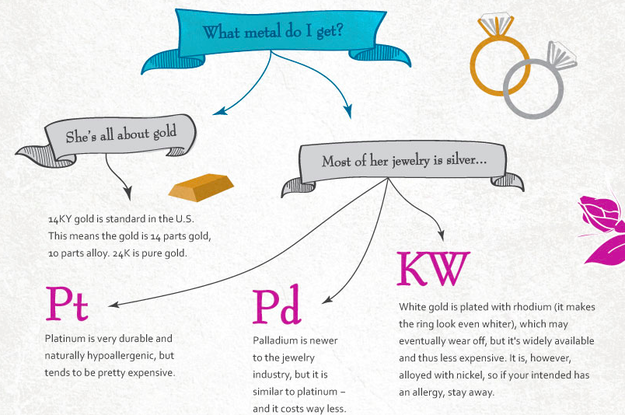 What metal do I get?
She's all about gold
Most of her jewelry is silver...
14KY gold is standard in the U.S.
This means the gold is 14 parts gold,
10 parts alloy. 24K is pure gold.
Pt
Platinum is very durable and
naturally hypoallergenic, but
tends to be pretty expensive.
Pd
Palladium is newer
to the jewelry
industry, but it is
similar to platinum –
and it costs way less.
KW
White gold is plated with rhodium (it makes
the ring look even whiter), which may
eventually wear off, but it's widely available
and thus less expensive. It is, however,
alloyed with nickel, so if your intended has
an allergy, stay away.